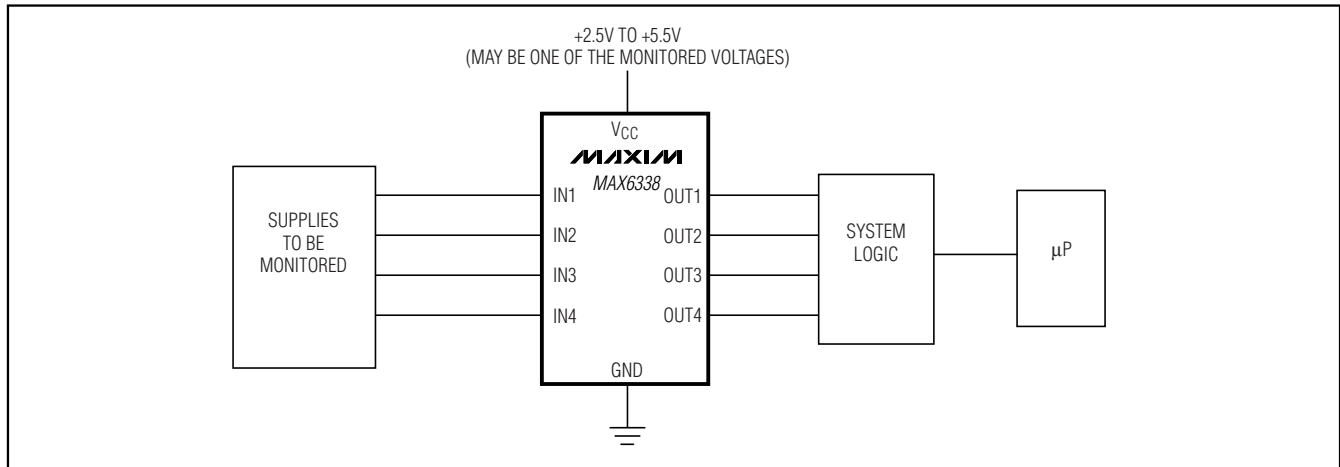 +2.5V TO +5.5V
(MAY BE ONE OF THE MONITORED VOLTAGES)
VCC
MAXIM
MAX6338
SUPPLIES
TO BE
MONITORED
IN1
IN2
IN3
IN4
OUT1
OUT2
OUT3
OUT4
GND
SYSTEM
LOGIC
μP